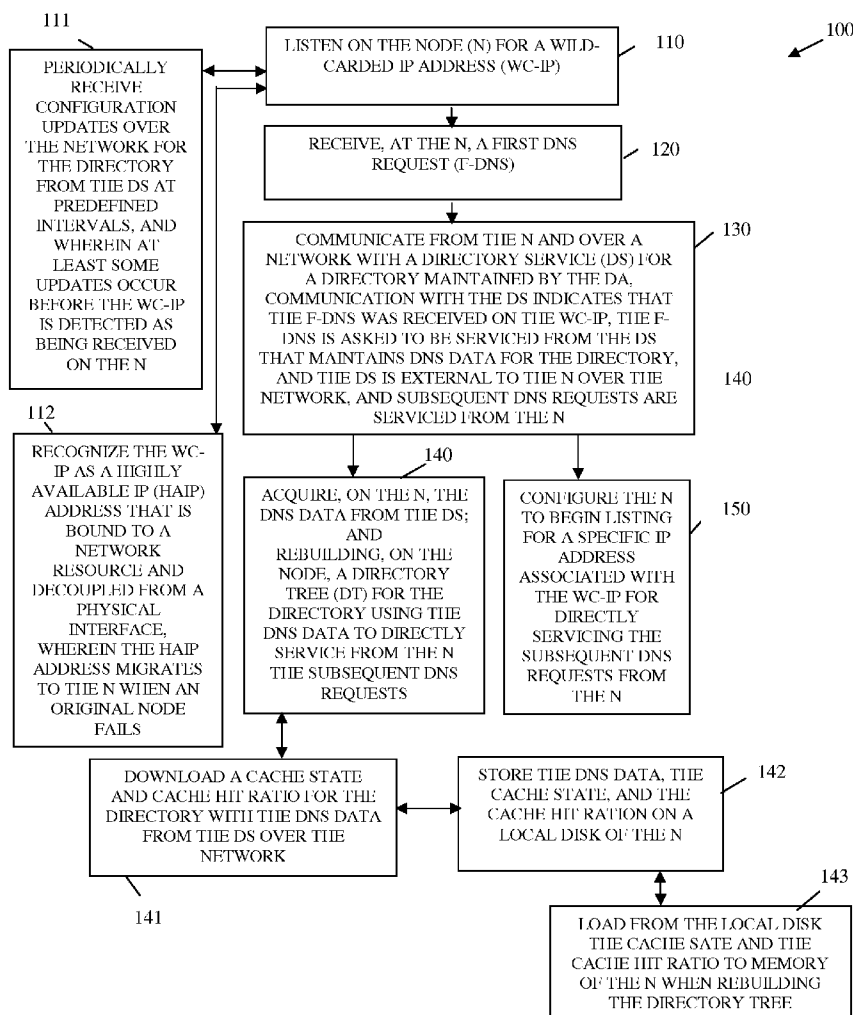 100
110
LISTEN ON THE NODE (N) FOR A WILD-
CARDED IP ADDRESS (WC-IP)
111
PERIODICALLY
RECEIVE
CONFIGURATION
UPDATES OVER
THE NETWORK FOR
THE DIRECTORY
FROM THE DS AT
PREDEFINED
INTERVALS, AND
WHEREIN AT
LEAST SOME
UPDATES OCCUR
BEFORE THE WC-IP
IS DETECTED AS
BEING RECEIVED
ON THE N
RECEIVE, AT THE N, A FIRST DNS
REQUEST (F-DNS)
120
130
COMMUNICATE FROM THE N AND OVER A
NETWORK WITH A DIRECTORY SERVICE (DS) FOR
A DIRECTORY MAINTAINED BY THE DA,
COMMUNICATION WITH THE DS INDICATES THAT
THE F-DNS WAS RECEIVED ON THE WC-IP, THE F-
DNS IS ASKED TO BE SERVICED FROM THE DS
THAT MAINTAINS DNS DATA FOR THE DIRECTORY,
AND THE DS IS EXTERNAL TO THE N OVER THE
NETWORK, AND SUBSEQUENT DNS REQUESTS ARE
SERVICED FROM THE N
140
112
RECOGNIZE THE WC-
IP AS A HIGHLY
AVAILABLE IP (HAIP)
ADDRESS THAT IS
BOUND TO A
NETWORK
RESOURCE AND
DECOUPLED FROM A
PHYSICAL
INTERFACE,
WHEREIN THE HAIP
ADDRESS MIGRATES
TO THE N WHEN AN
ORIGINAL NODE
FAILS
140
ACQUIRE, ON THE N, THE
DNS DATA FROM THE DS;
AND
REBUILDING, ON THE
NODE, A DIRECTORY
TREE (DT) FOR THE
DIRECTORY USING THE
DNS DATA TO DIRECTLY
SERVICE FROM THE N
THE SUBSEQUENT DNS
REQUESTS
150
CONFIGURE THE N
TO BEGIN LISTING
FOR A SPECIFIC IP
ADDRESS
ASSOCIATED WITH
THE WC-IP FOR
DIRECTLY
SERVICING THE
SUBSEQUENT DNS
REQUESTS FROM
THE N
DOWNLOAD A CACHE STATE
AND CACHE HIT RATIO FOR THE
DIRECTORY WITH THE DNS DATA
FROM THE DS OVER THE
NETWORK
141
STORE THE DNS DATA, THE
CACHE STATE, AND THE
CACHE HIT RATION ON A
LOCAL DISK OF THE N
142
143
LOAD FROM THE LOCAL DISK
THE CACHE SATE AND THE
CACHE HIT RATIO TO MEMORY
OF THE N WHEN REBUILDING
THE DIRECTORY TREE